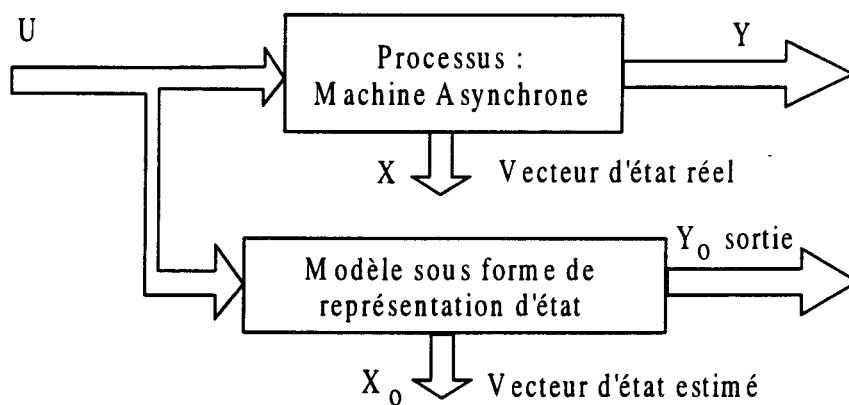 U
Processus :
Machine Asynchrone
Y
X Vecteur d'état réel
Modèle sous forme de
représentation d'état
Y₀ sortie
X₀ Vecteur d'état estimé